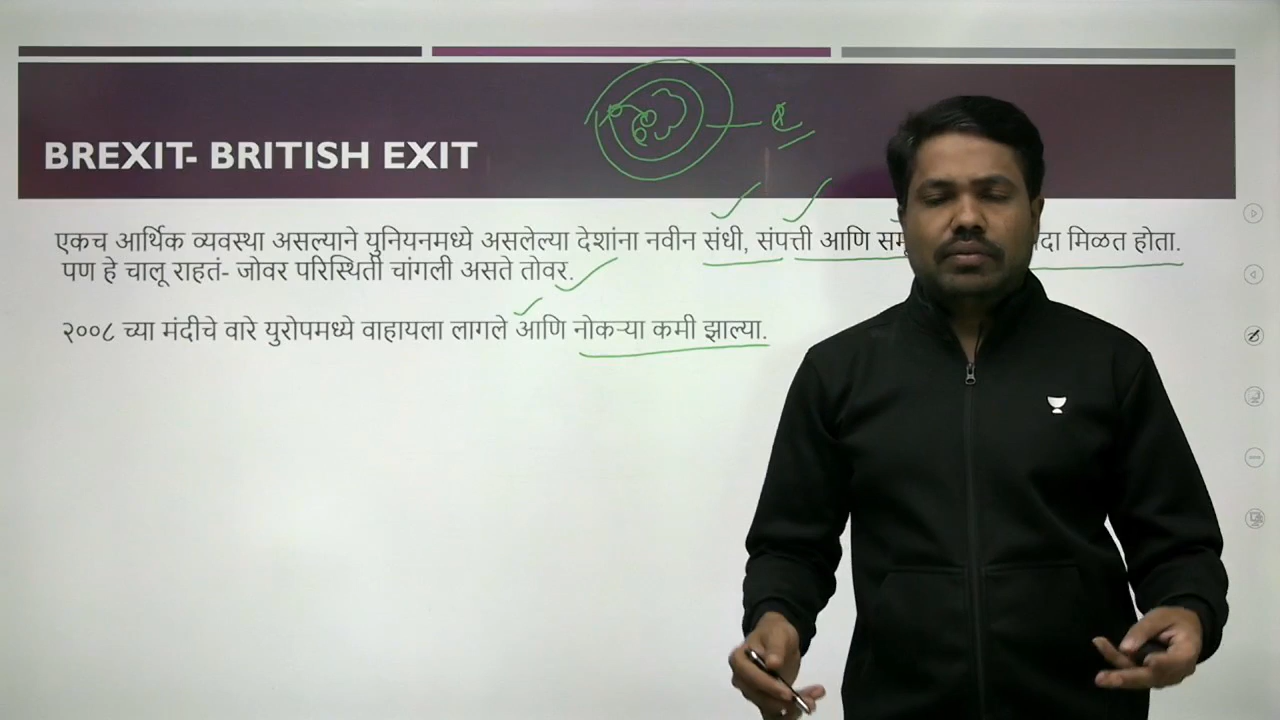 BREXIT- BRITISH EXIT
एकच आर्थिक व्यवस्था असल्याने युनियनमध्ये असलेल्या देशांना नवीन संधी, संपत्ती आणि मिळत होता.
पण हे चालू राहतं- जोवर परिस्थिती चांगली असते तोवर.
२००८ च्या मंदीचे वारे युरोपमध्ये वाहायला लागले आणि नोकऱ्या कमी झाल्या.